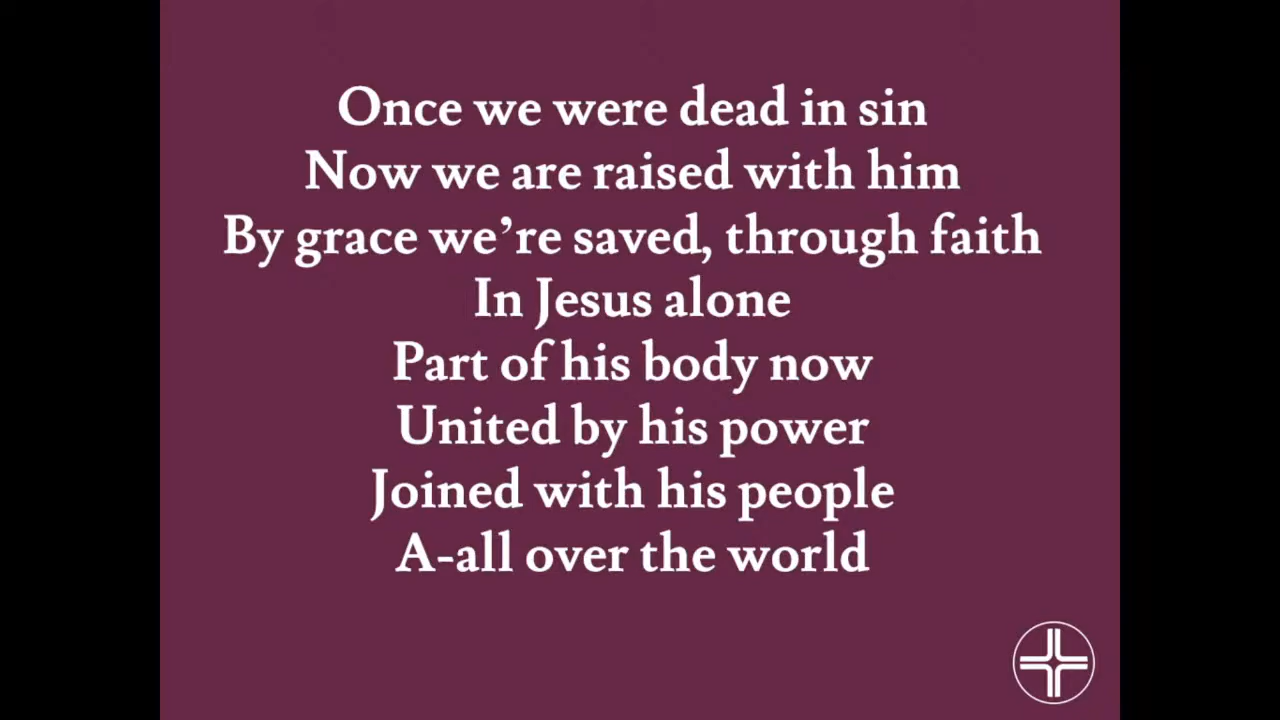 Once we were dead in sin
Now we are raised with him
By grace we’re saved, through faith
In Jesus alone
Part of his body now
United by his power
Joined with his people
A-all over the world